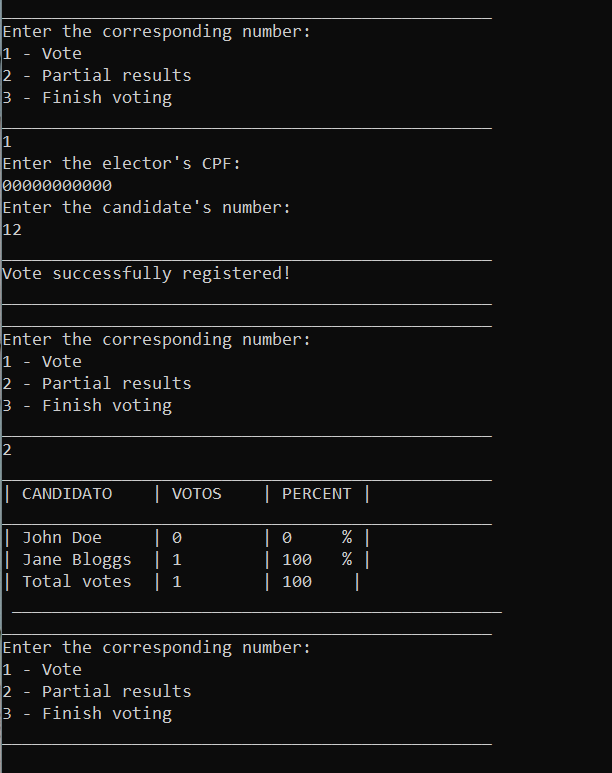 Enter the corresponding number:
1 - Vote
2 - Partial results
3 - Finish voting
1
Enter the elector's CPF:
00000000000
Enter the candidate's number:
12
Vote successfully registered!
Enter the corresponding number:
1 - Vote
2 - Partial results
3 - Finish voting
2
| CANDIDATO | VOTOS | PERCENT |
| John Doe | 0 | 0 % |
| Jane Bloggs | 1 | 100 % |
| Total votes | 1 | 100 |
Enter the corresponding number:
1 - Vote
2 - Partial results
3 - Finish voting